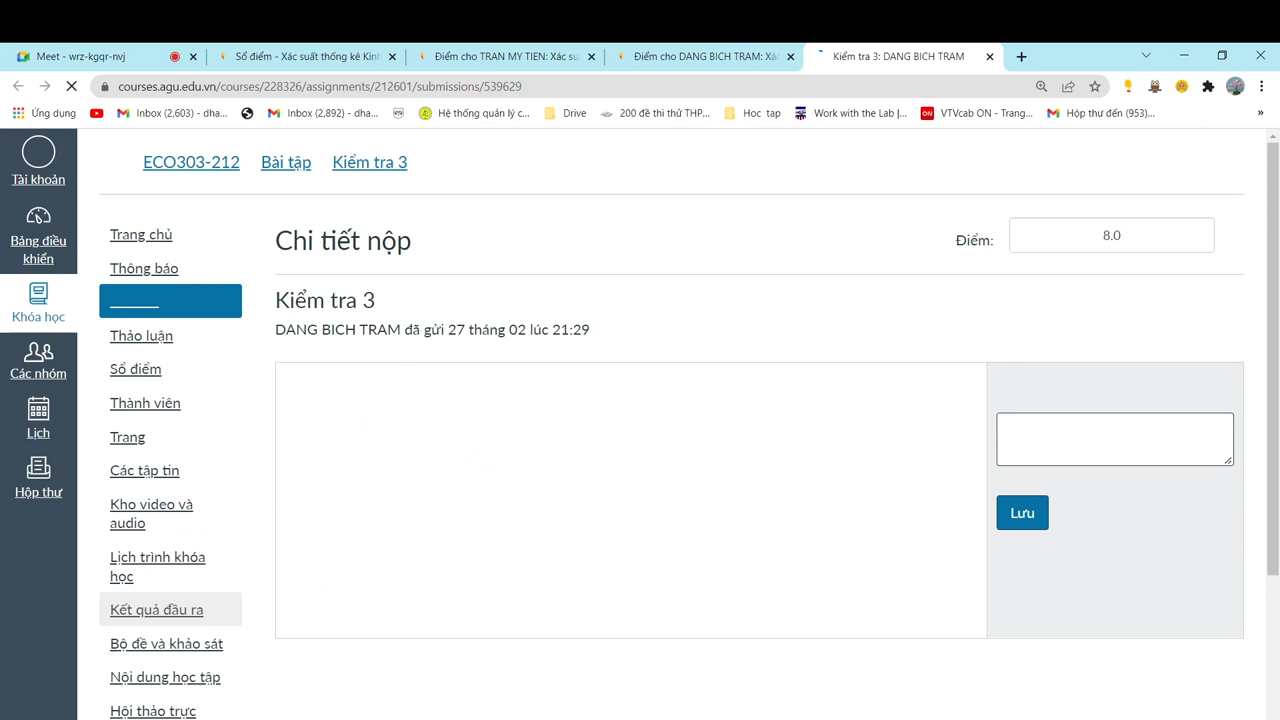 Meet - wrz-kgqr-nvj
Sổ điểm - Xác suất thống kê Kinh
Điểm cho TRAN MY TIEN: Xác su
Điểm cho DANG BICH TRAM: Xác
Kiểm tra 3: DANG BICH TRAM
courses.agu.edu.vn/courses/228326/assignments/212601/submissions/539629
Ứng dụng
Inbox (2,603) - dha...
Inbox (2,892) - dha...
Hệ thống quản lý c...
Drive
200 đề thi thử THP...
Hoc tap
Work with the Lab |...
VTVcab ON - Trang...
Hộp thư đến (953)...
»
ECO303-212
Bài tập
Kiểm tra 3
Tài khoản
Bảng điều khiển
Khóa học
Các nhóm
Lịch
Hộp thư
Trang chủ
Thông báo
Thảo luận
Sổ điểm
Thành viên
Trang
Các tập tin
Kho video và
audio
Lịch trình khóa
học
Kết quả đầu ra
Bộ đề và khảo sát
Nội dung học tập
Hội thảo trực
Chi tiết nộp
Điểm:
8.0
Kiểm tra 3
DANG BICH TRAM đã gửi 27 tháng 02 lúc 21:29
Lưu